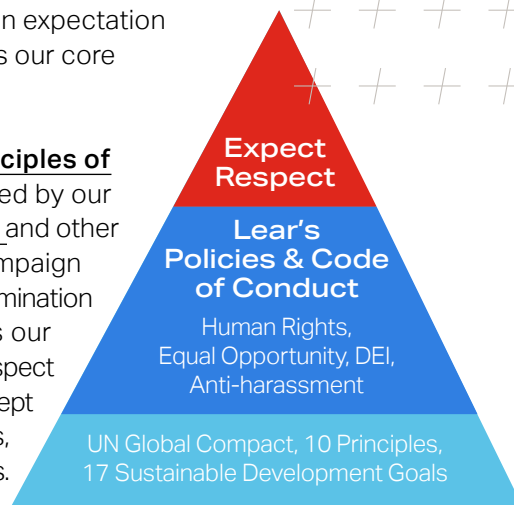 n expectation
s our core
ciples of
ed by our
and other
mpaign
mination
s our
spect
ept
s,
s.
Expect
Respect
Lear's
Policies & Code
of Conduct
Human Rights,
Equal Opportunity, DEI,
Anti-harassment
UN Global Compact, 10 Principles,
17 Sustainable Development Goals